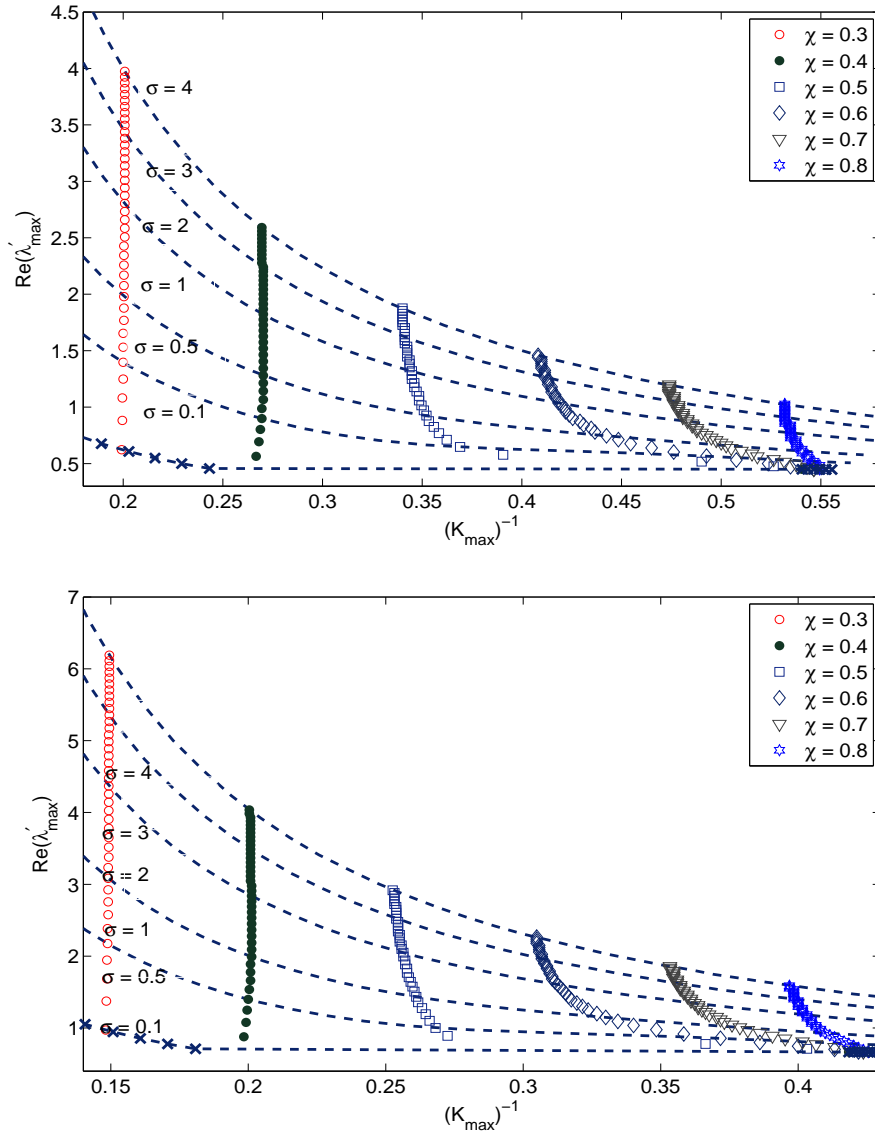 4.5
4
3.5
3
2.5
2
1.5
1
0.5
Re(λ′max)
σ = 4
σ = 3
σ = 2
σ = 1
σ = 0.5
σ = 0.1
χ = 0.3
χ = 0.4
χ = 0.5
χ = 0.6
χ = 0.7
χ = 0.8
0.2 0.25 0.3 0.35 0.4 0.45 0.5 0.55
(Kmax)−1
7
6
5
4
3
2
1
Re(λ′max)
σ = 4
σ = 3
σ = 2
σ = 1
σ = 0.5
σ = 0.1
χ = 0.3
χ = 0.4
χ = 0.5
χ = 0.6
χ = 0.7
χ = 0.8
0.15 0.2 0.25 0.3 0.35 0.4
(Kmax)−1